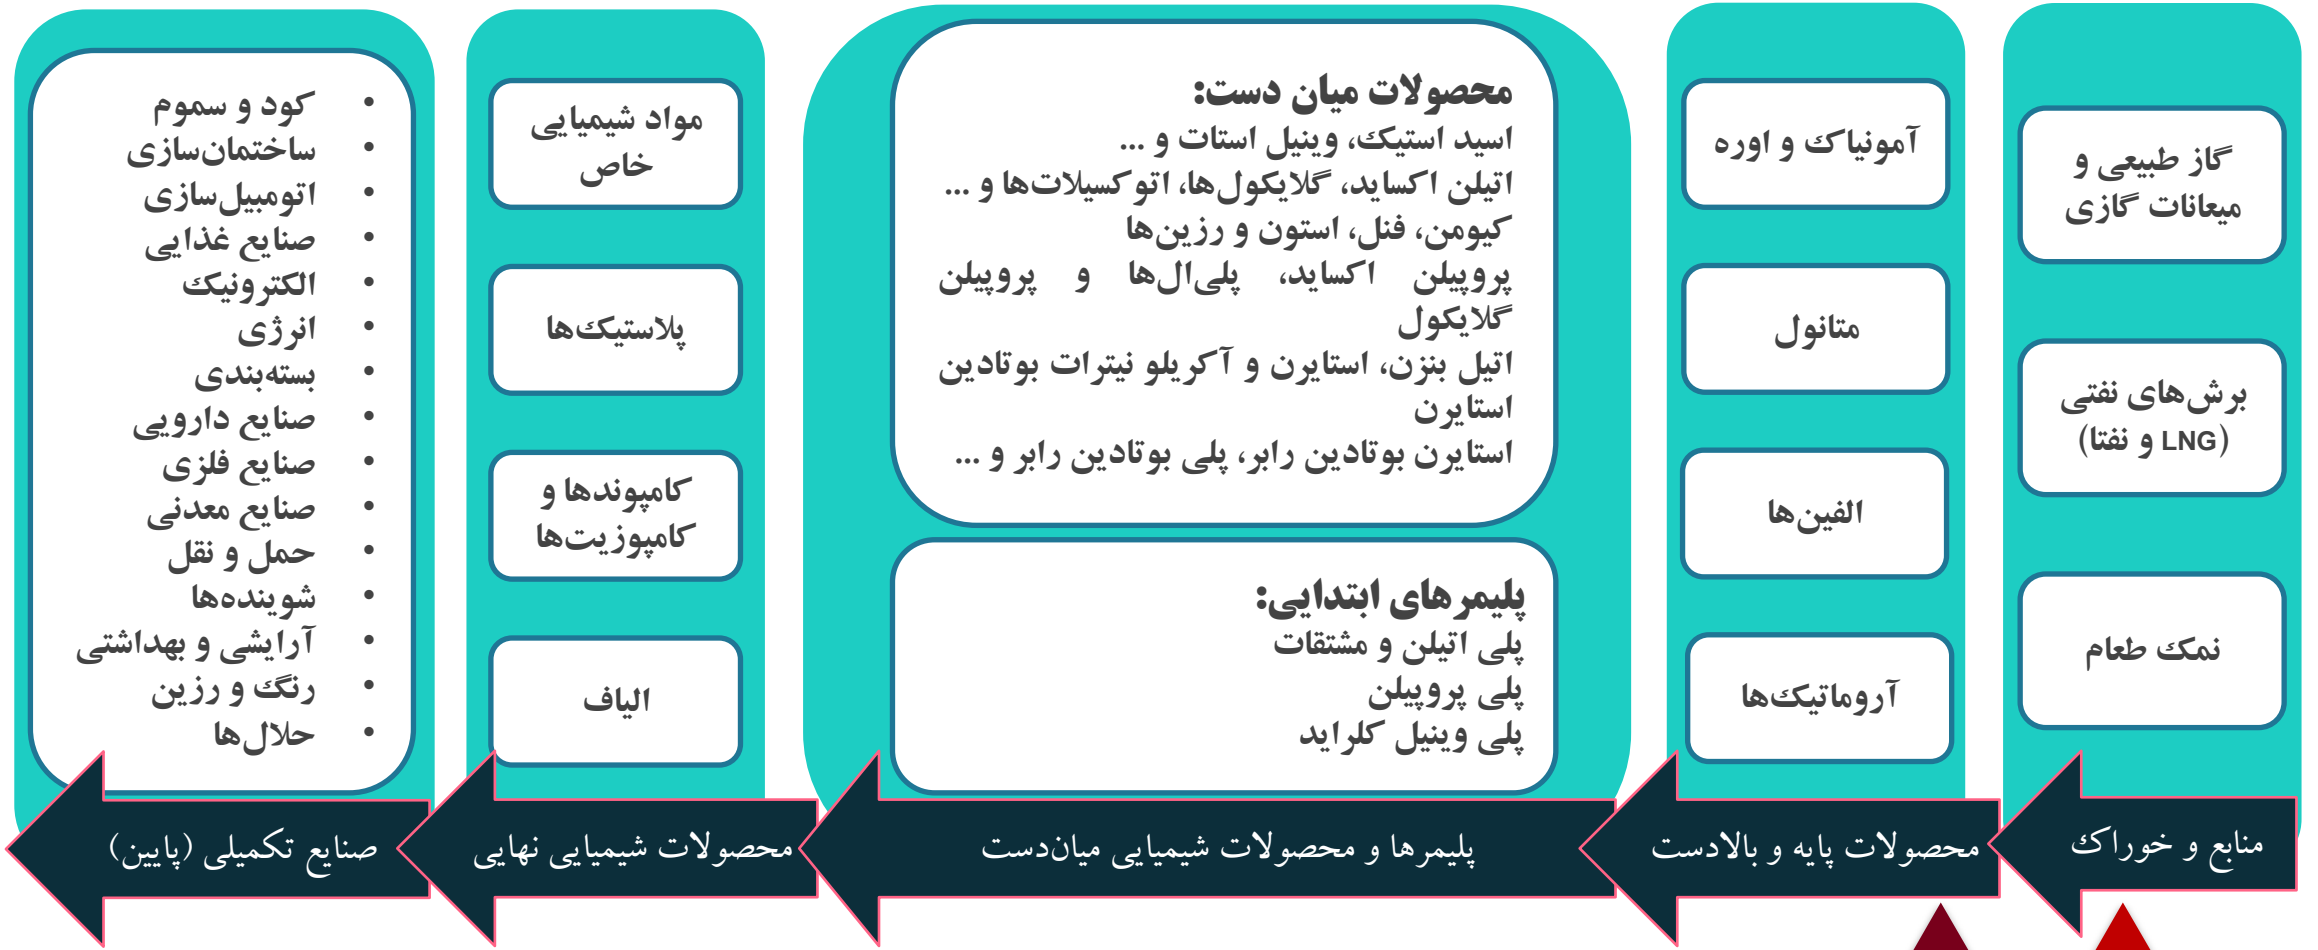 گاز طبیعی و
میعانات گازی
برش‌های نفتی
(LNG و نفتا)
نمک طعام
منابع و خوراک
آمونیاک و اوره
متانول
الفین‌ها
آروماتیک‌ها
محصولات پایه و بالادست
محصولات میان دست:
اسید استیک، وینیل استات و ...
اتیلن اکساید، گلایکول‌ها، اتوکسیلات‌ها و ...
کیومن، فنل، استون و رزین‌ها
پروپیلن اکساید، پلی‌ال‌ها و پروپیلن
گلایکول
اتیل بنزن، استایرن و آکریلو نیترات بوتادین
استایرن
استایرن بوتادین رابر، پلی بوتادین رابر و ...
پلیمرهای ابتدایی:
پلی اتیلن و مشتقات
پلی پروپیلن
پلی وینیل کلراید
پلیمرها و محصولات شیمیایی میان‌دست
مواد شیمیایی
خاص
پلاستیک‌ها
کامپوندها و
کامپوزیت‌ها
الیاف
محصولات شیمیایی نهایی
• کود و سموم
• ساختمان‌سازی
• اتومبیل‌سازی
• صنایع غذایی
• الکترونیک
• انرژی
• بسته‌بندی
• صنایع دارویی
• صنایع فلزی
• صنایع معدنی
• حمل و نقل
• شوینده‌ها
• آرایشی و بهداشتی
• رنگ و رزین
• حلال‌ها
صنایع تکمیلی (پایین)